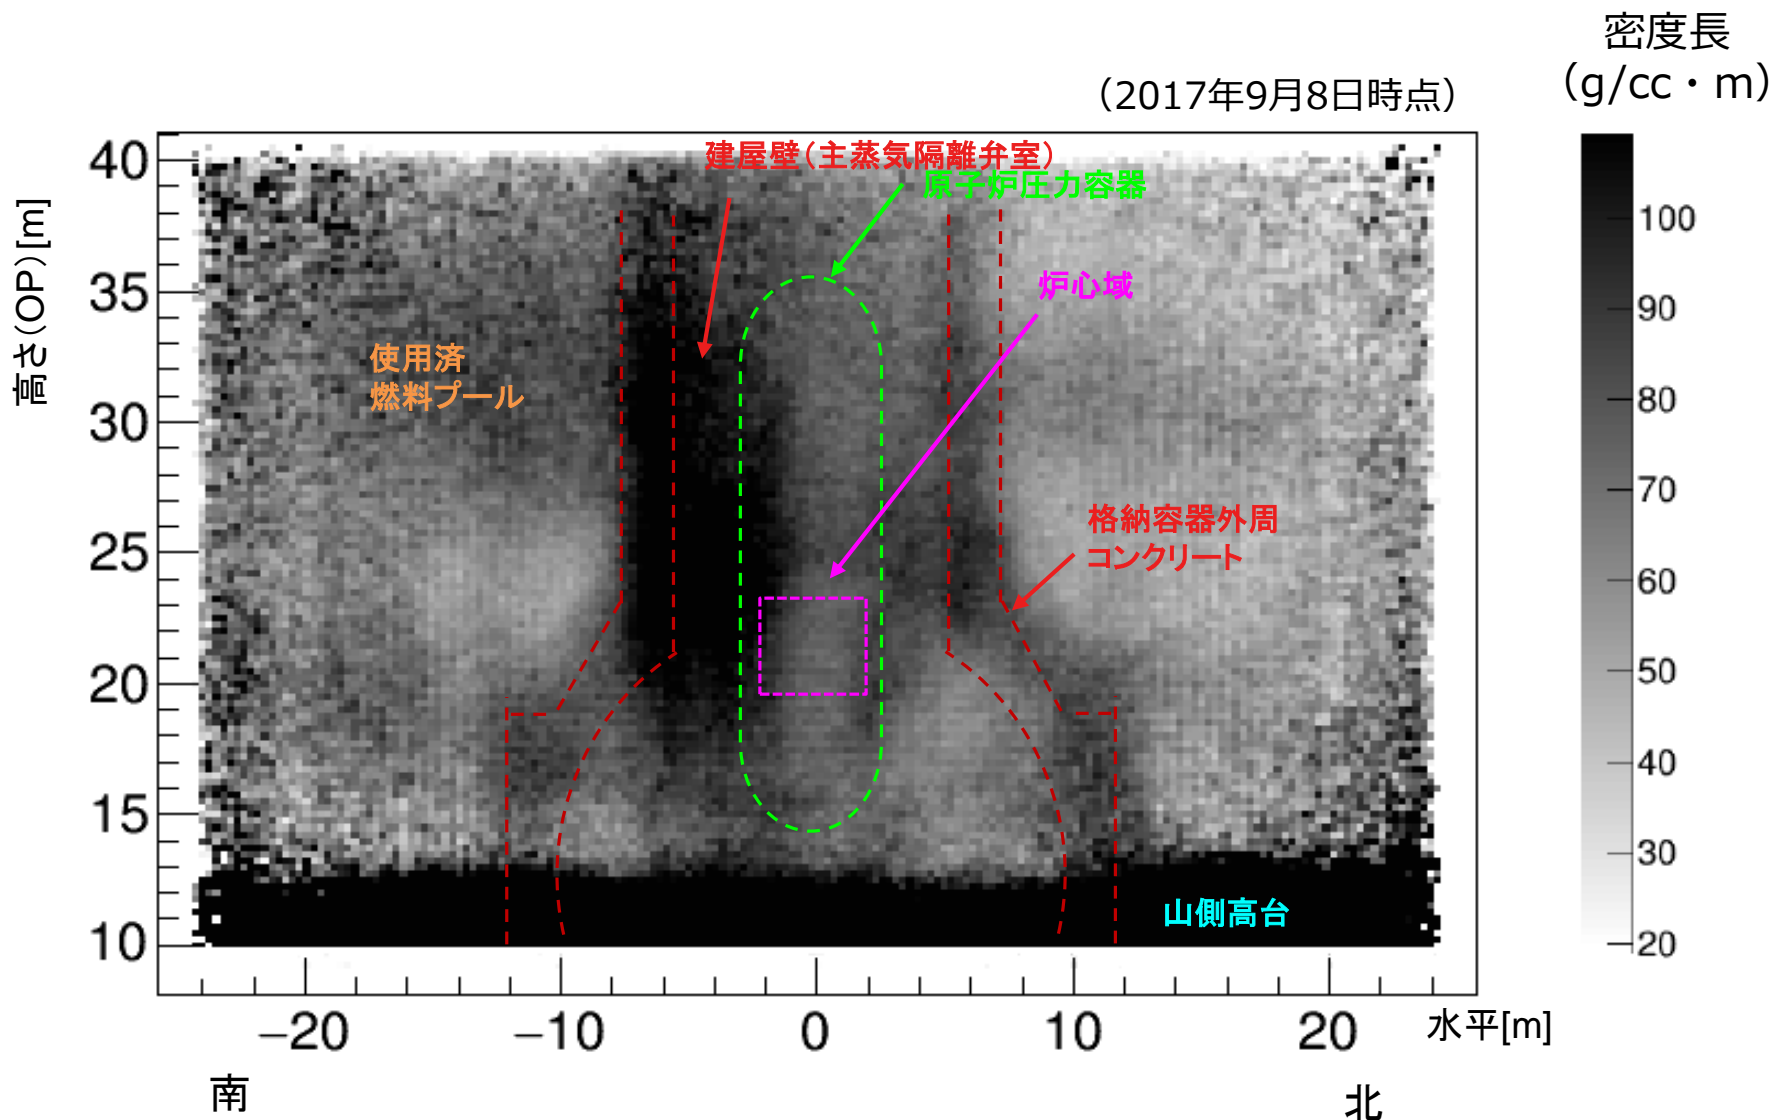 密度長
（g/cc・m）
（2017年9月8日時点）
建屋壁（主蒸気隔離弁室）
原子炉圧力容器
炉心域
使用済
燃料プール
格納容器外周
コンクリート
山側高台
高さ（OP）[m]
40
35
30
25
20
15
10
100
90
80
70
60
50
40
30
20
−20
−10
0
10
20
水平[m]
南
北